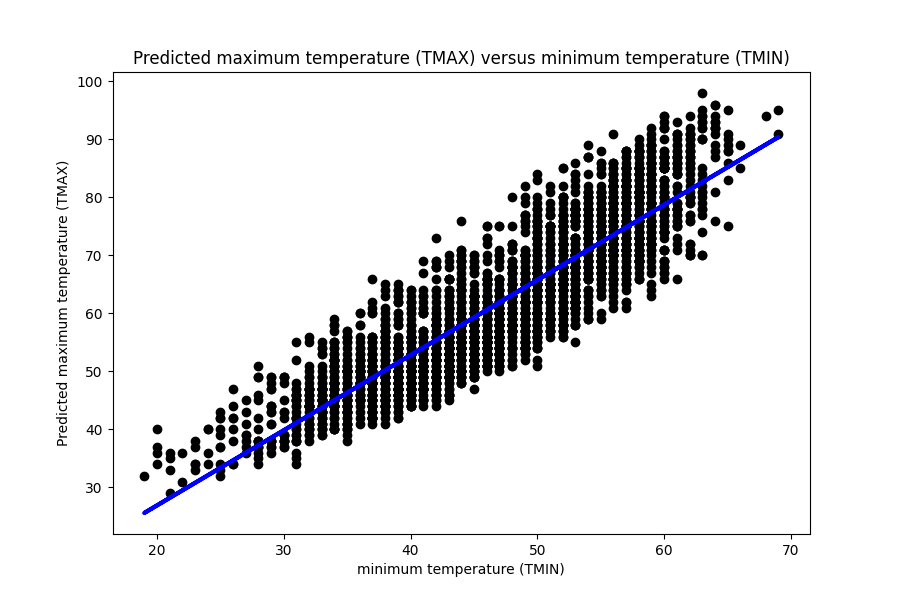 Predicted maximum temperature (TMAX) versus minimum temperature (TMIN)
Predicted maximum temperature (TMAX)
100
90
80
70
60
50
40
30
20 30 40 50 60 70
minimum temperature (TMIN)